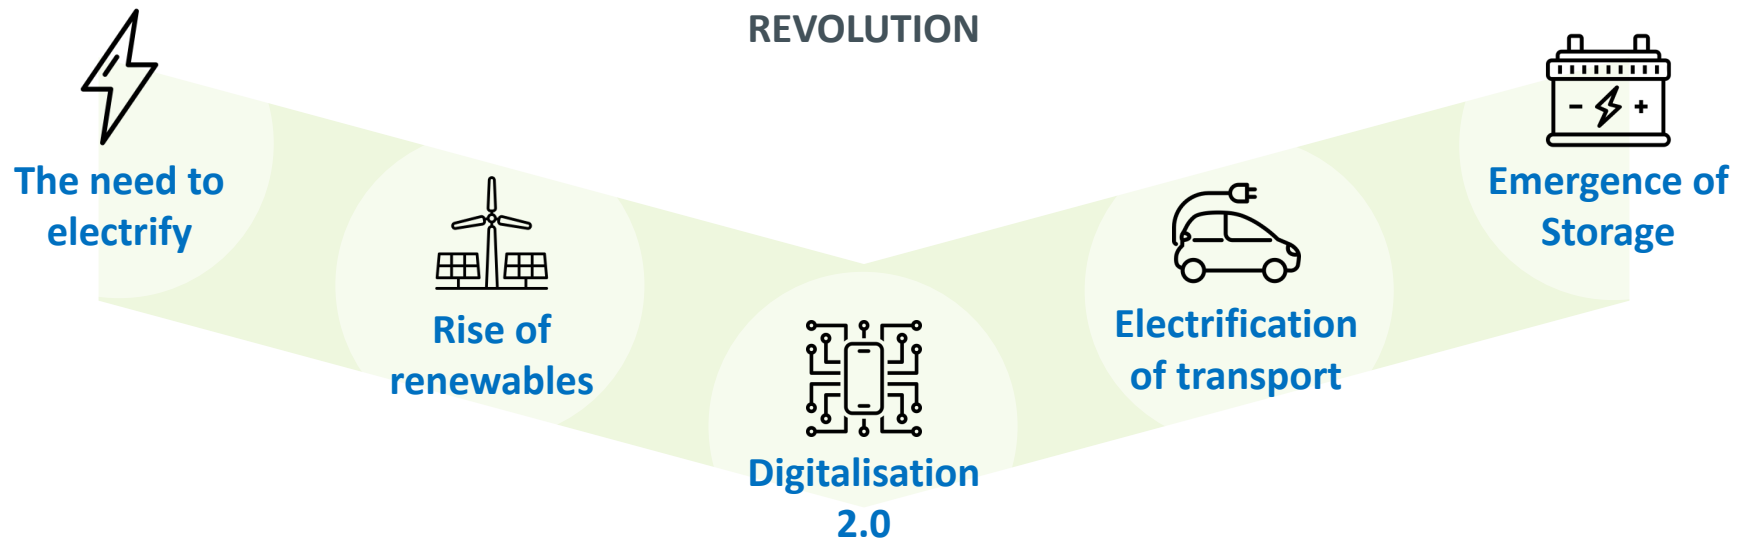 REVOLUTION
The need to
electrify
Rise of
renewables
Digitalisation
2.0
Electrification
of transport
Emergence of
Storage